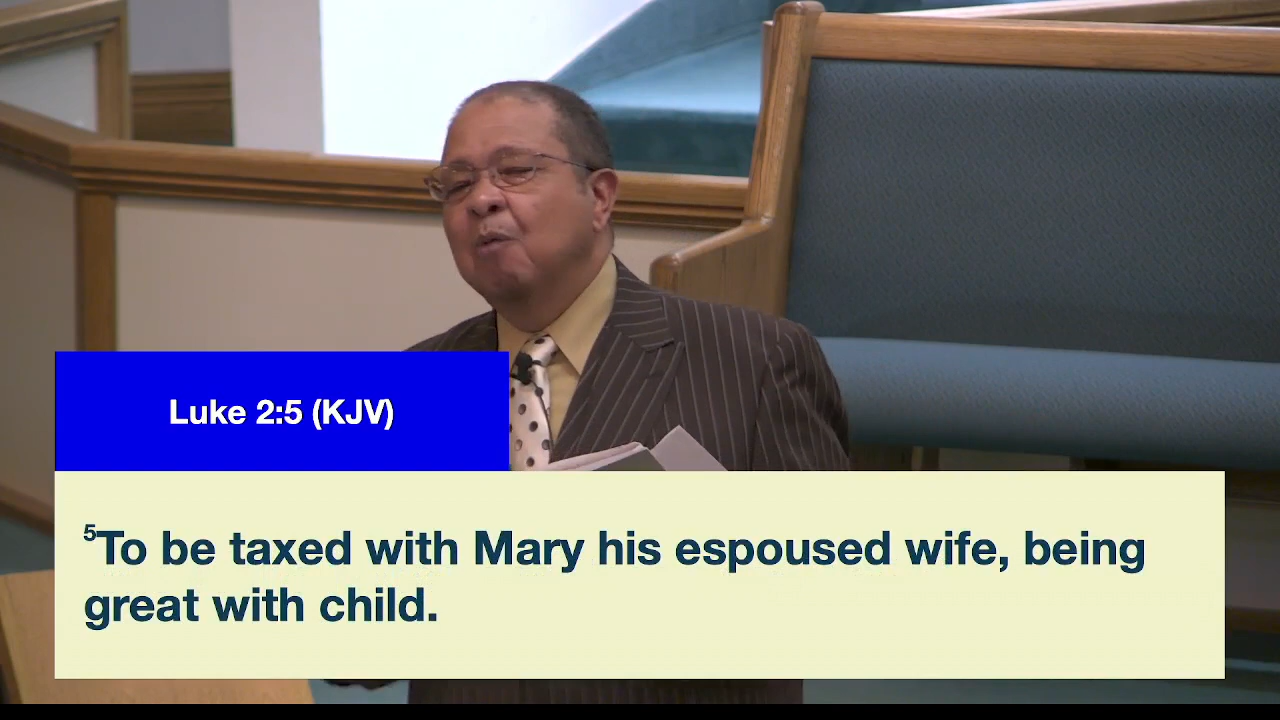 Luke 2:5 (KJV)
5To be taxed with Mary his espoused wife, being
great with child.